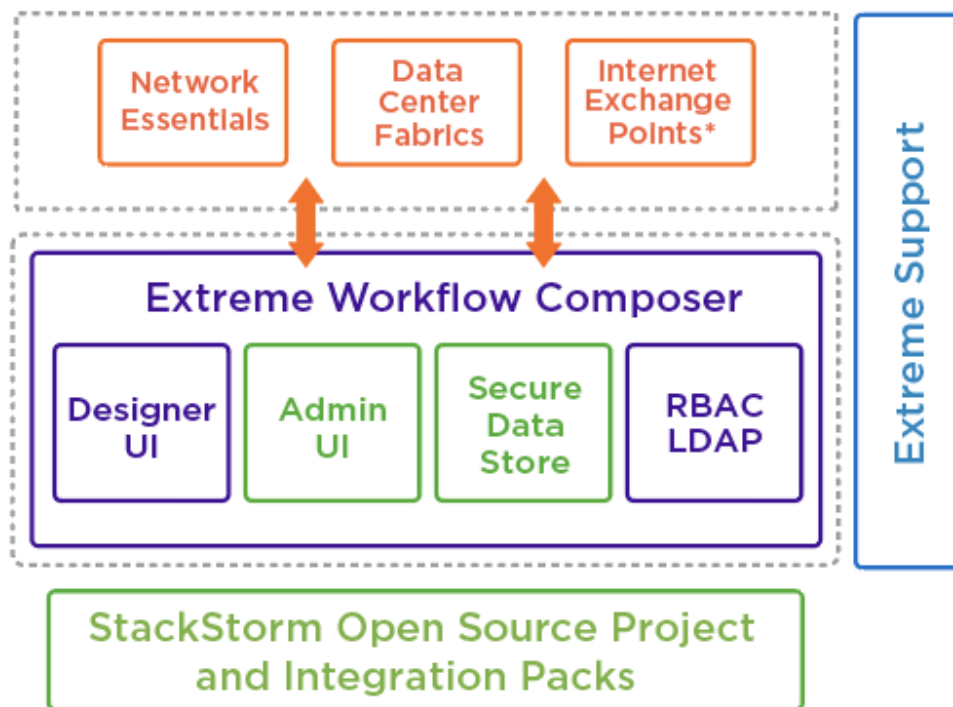 Network
Essentials
Data
Center
Fabrics
Internet
Exchange
Points*
Extreme Support
Extreme Workflow Composer
Designer
UI
Admin
UI
Secure
Data
Store
RBAC
LDAP
StackStorm Open Source Project
and Integration Packs